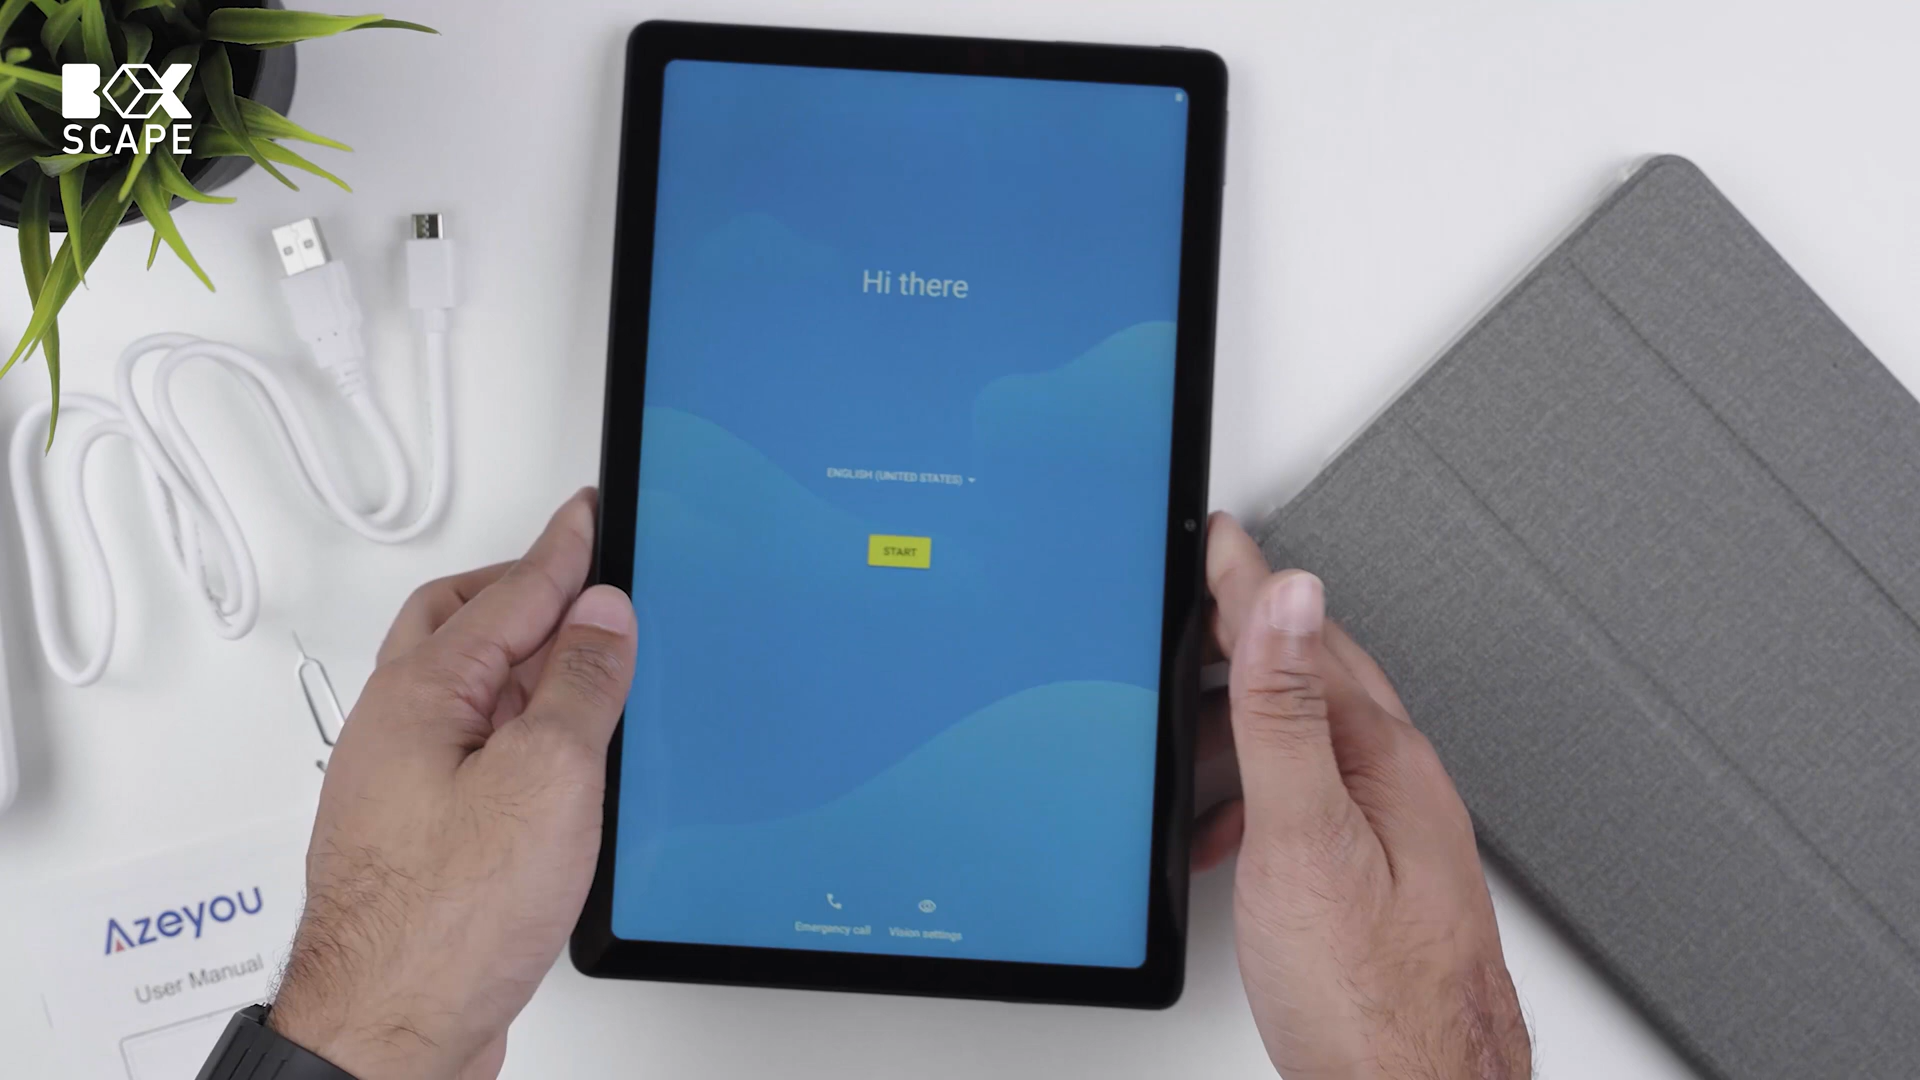 BOX
SCAPE
Hi there
ENGLISH (UNITED STATES)
START
Emergency call
Vision settings
Azeyou
User Manual